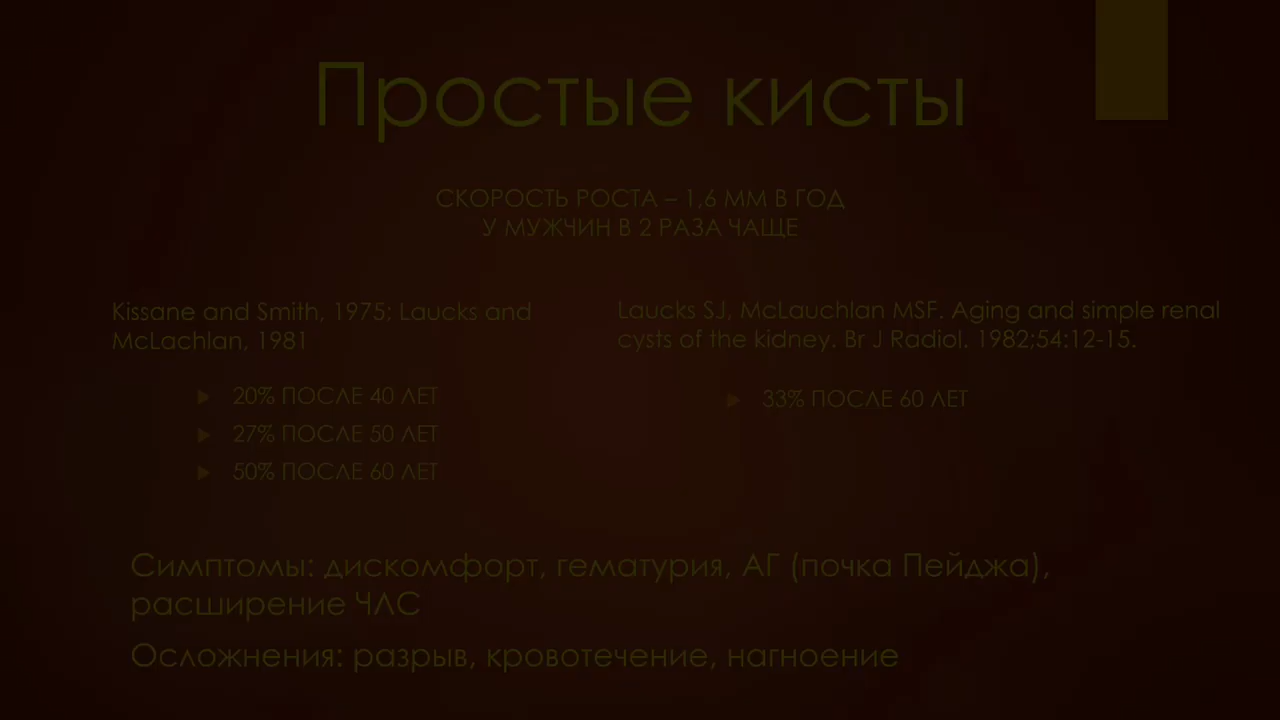 Простые кисты
СКОРОСТЬ РОСТА – 1,6 ММ В ГОД
У МУЖЧИН В 2 РАЗА ЧАЩЕ
Kissane and Smith, 1975; Laucks and
McLachlan, 1981
20% ПОСЛЕ 40 ЛЕТ
27% ПОСЛЕ 50 ЛЕТ
50% ПОСЛЕ 60 ЛЕТ
Laucks SJ, McLauchlan MSF. Aging and simple renal
cysts of the kidney. Br J Radiol. 1982;54:12-15.
33% ПОСЛЕ 60 ЛЕТ
Симптомы: дискомфорт, гематурия, АГ (почка Пейджа),
расширение ЧЛС
Осложнения: разрыв, кровотечение, нагноение